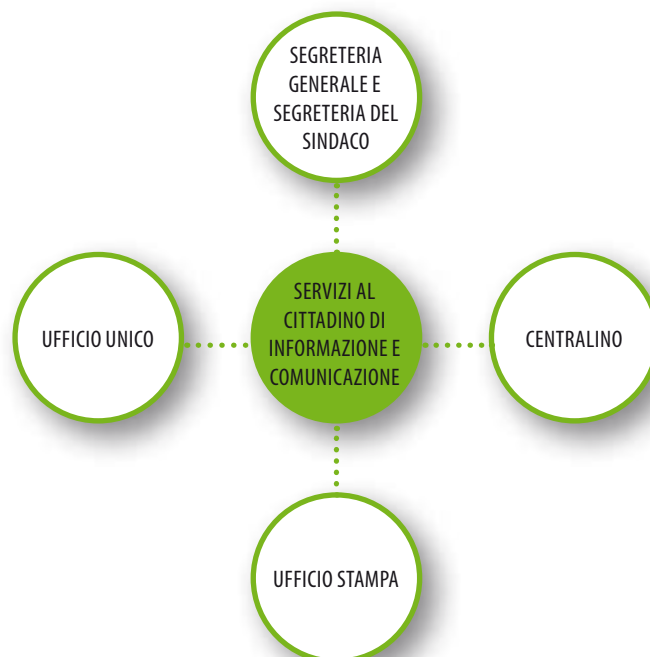 SEGRETERIA
GENERALE E
SEGRETERIA DEL
SINDACO
UFFICIO UNICO
SERVIZI AL
CITTADINO DI
INFORMAZIONE E
COMUNICAZIONE
CENTRALINO
UFFICIO STAMPA